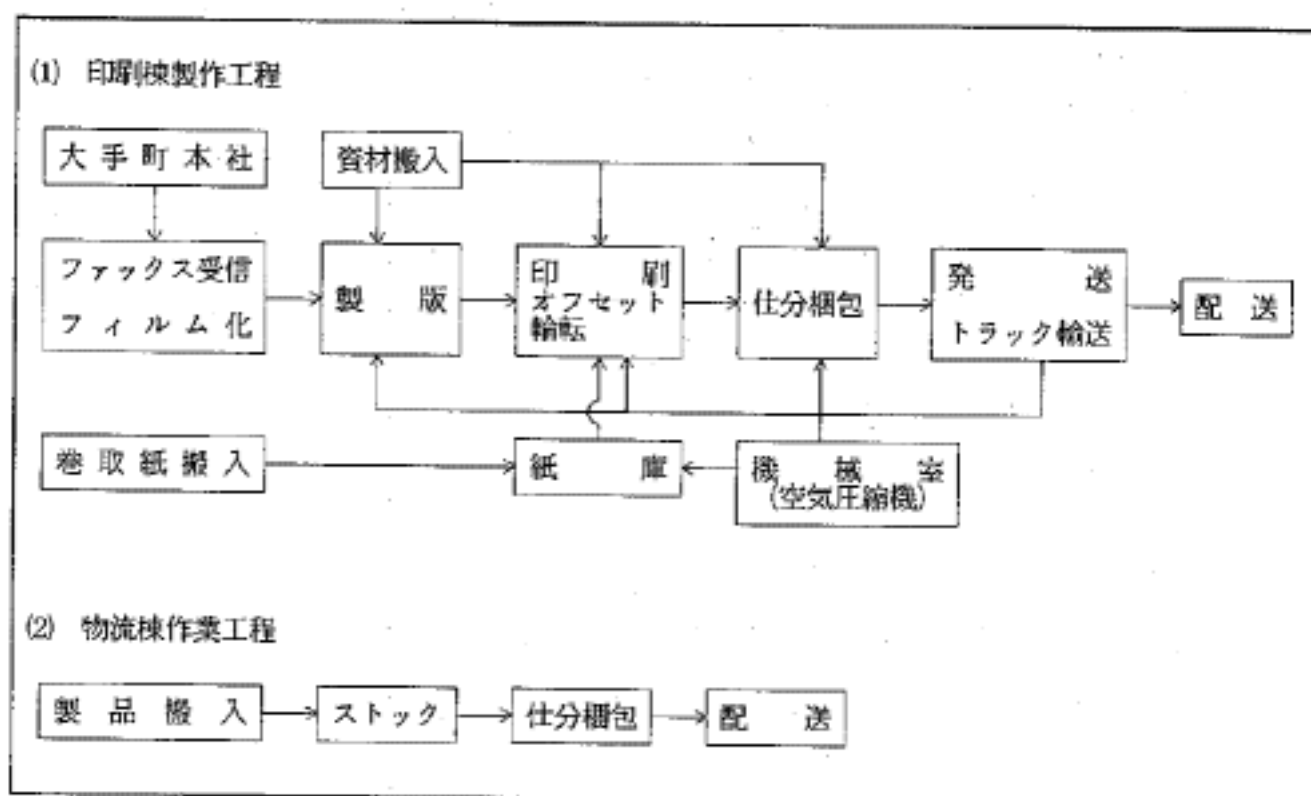 (1) 印刷棟製作工程
大手町本社
資材搬入
ファックス受信
フィルム化
製版
印刷
オフセット
輪転
仕分梱包
発送
トラック輸送
配送
巻取紙搬入
紙庫
機械室
(空気圧縮機)
(2) 物流棟作業工程
製品搬入
ストック
仕分梱包
配送